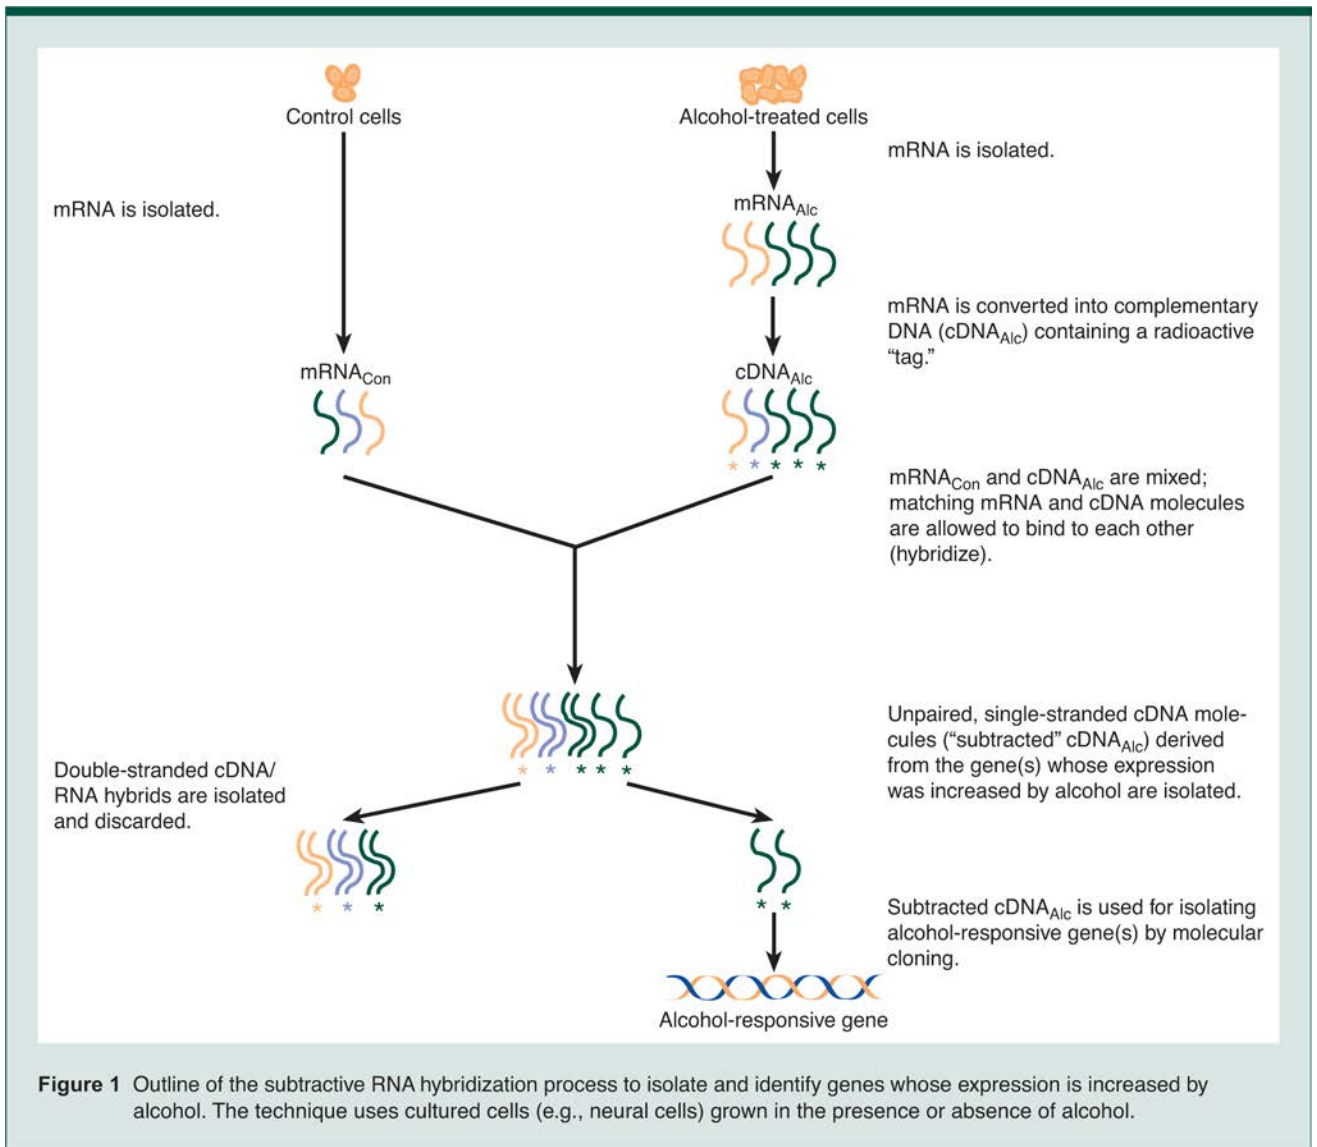 Control cells
Alcohol-treated cells
mRNA is isolated.
mRNA is isolated.
mRNAAlc
mRNA is converted into complementary
DNA (cDNAAlc) containing a radioactive
“tag.”
mRNACon
cDNAAlc
* * * * *
mRNACon and cDNAAlc are mixed;
matching mRNA and cDNA molecules
are allowed to bind to each other
(hybridize).
* * * * *
Unpaired, single-stranded cDNA mole-
cules (“subtracted” cDNAAlc) derived
from the gene(s) whose expression
was increased by alcohol are isolated.
Double-stranded cDNA/
RNA hybrids are isolated
and discarded.
* * *
* *
Subtracted cDNAAlc is used for isolating
alcohol-responsive gene(s) by molecular
cloning.
Alcohol-responsive gene
Figure 1 Outline of the subtractive RNA hybridization process to isolate and identify genes whose expression is increased by
alcohol. The technique uses cultured cells (e.g., neural cells) grown in the presence or absence of alcohol.